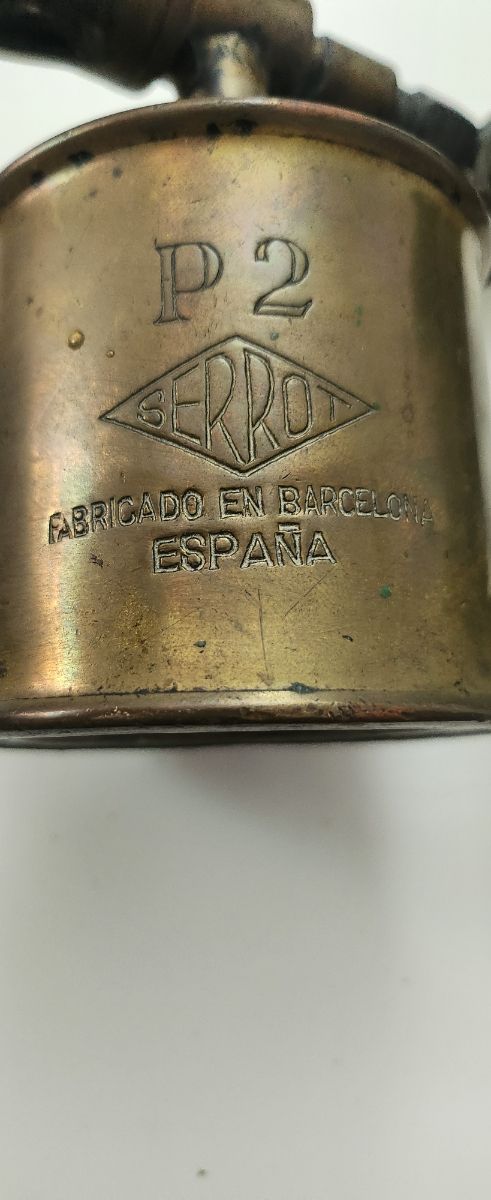 P 2
SERROT
FABRICADO EN BARCELONA
ESPAÑA